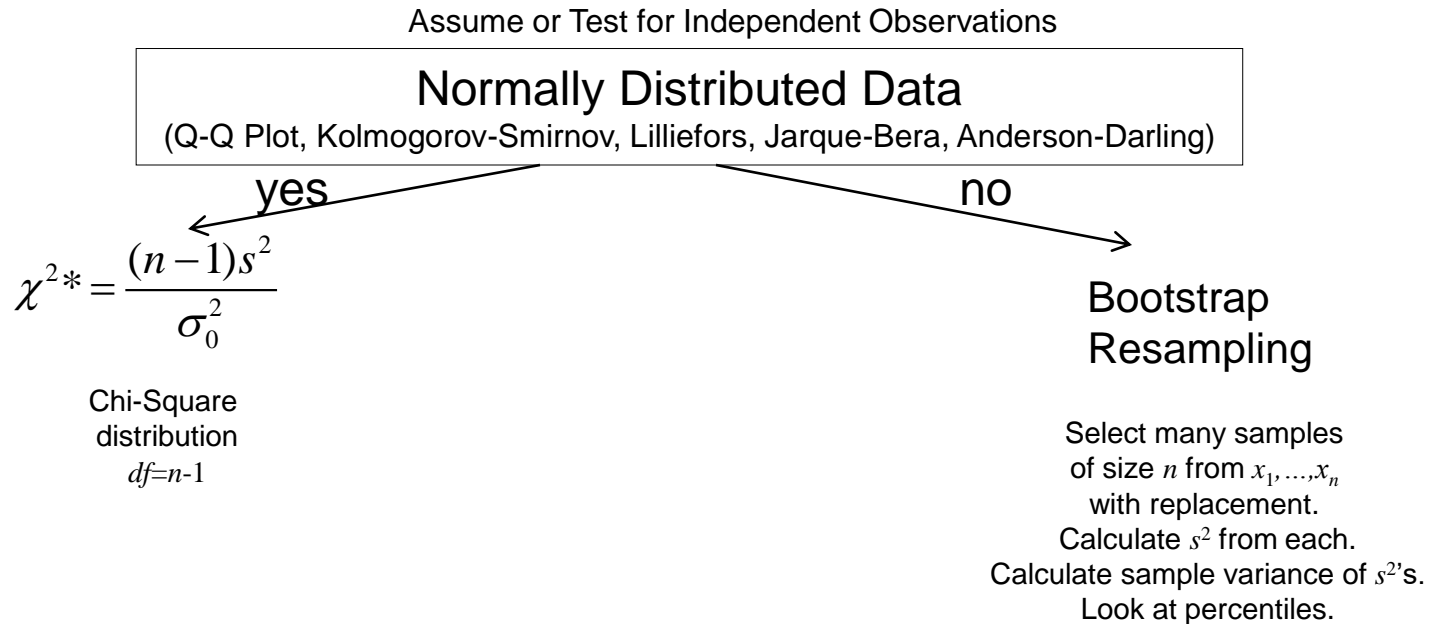 Assume or Test for Independent Observations
Normally Distributed Data
(Q-Q Plot, Kolmogorov-Smirnov, Lilliefors, Jarque-Bera, Anderson-Darling)
yes
no
χ²* = (n − 1)s² / σ₀²
Chi-Square
distribution
df=n-1
Bootstrap
Resampling
Select many samples
of size n from x₁,...,xₙ
with replacement.
Calculate s² from each.
Calculate sample variance of s²’s.
Look at percentiles.